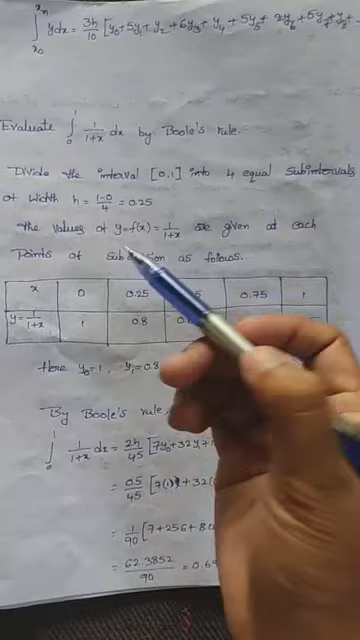 ∫x₀^xₙ ydx = 3h/10 [y₀+5y₁+y₂+6y₃+y₄+5y₅+2y₆+5y₇+y₈+
Evaluate ∫₀¹ 1/(1+x) dx by Boole's rule.
Divide the interval [0,1] into 4 equal Subintervals
of width h = (1-0)/4 = 0.25
The values of y=f(x) = 1/(1+x) are given at each
Points of subdivision as follows.
x 0 0.25 0.75 1
y=1/(1+x) 1 0.8
Here y₀=1, y₁=0.8
By Boole's rule,
∫₀¹ 1/(1+x) dx = 2h/45 [7y₀+32y₁+1
= 0.5/45 [7(1)+32(
= 1/90 [7+25.6+8.0
= 62.3852/90 = 0.69